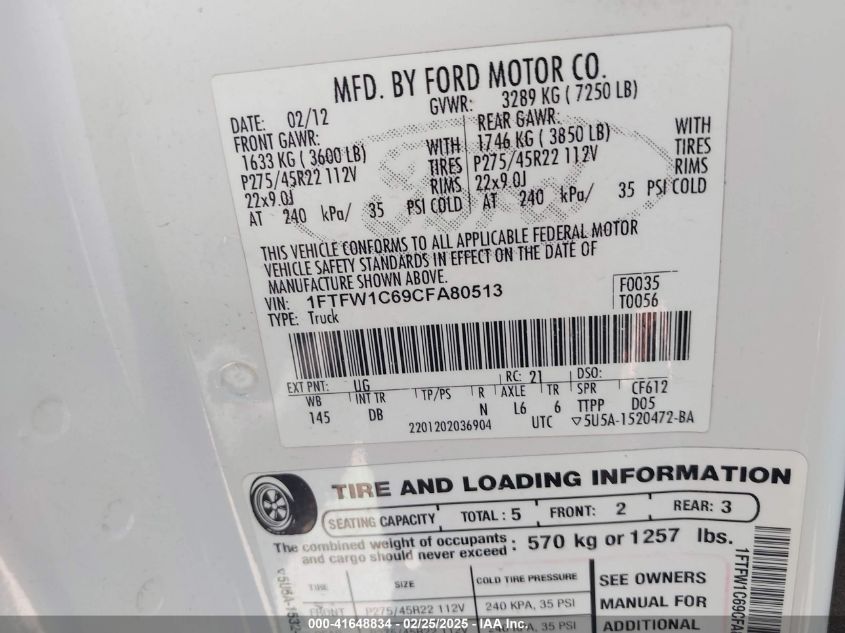 MFD. BY FORD MOTOR CO.
DATE: 02/12
GVWR: 3289 KG ( 7250 LB)
FRONT GAWR:
1633 KG ( 3600 LB)
P275/45R22 112V
22x9.0J
WITH
TIRES
RIMS
AT 240 kPa/ 35 PSI COLD
REAR GAWR:
1746 KG ( 3850 LB)
P275/45R22 112V
22x9.0J
WITH
TIRES
RIMS
AT 240 kPa/ 35 PSI COLD
Ford
THIS VEHICLE CONFORMS TO ALL APPLICABLE FEDERAL MOTOR
VEHICLE SAFETY STANDARDS IN EFFECT ON THE DATE OF
MANUFACTURE SHOWN ABOVE.
VIN: 1FTFW1C69CFA80513
TYPE: Truck
F0035
T0056
EXT PNT: UG
RC: 21
DSO:
WB INT TR TP/PS R AXLE TR SPR CF612
145 DB N L6 6 TTPP D05
2201202036904 UTC ▽5U5A-1520472-BA
TIRE AND LOADING INFORMATION
SEATING CAPACITY TOTAL : 5 FRONT: 2 REAR: 3
The combined weight of occupants
and cargo should never exceed : 570 kg or 1257 lbs.
TIRE SIZE COLD TIRE PRESSURE
FRONT P275/45R22 112V 240 KPA, 35 PSI
SEE OWNERS
MANUAL FOR
ADDITIONAL
1FTFW1C69CFA
000-41648834 - 02/25/2025 - IAAI.COM